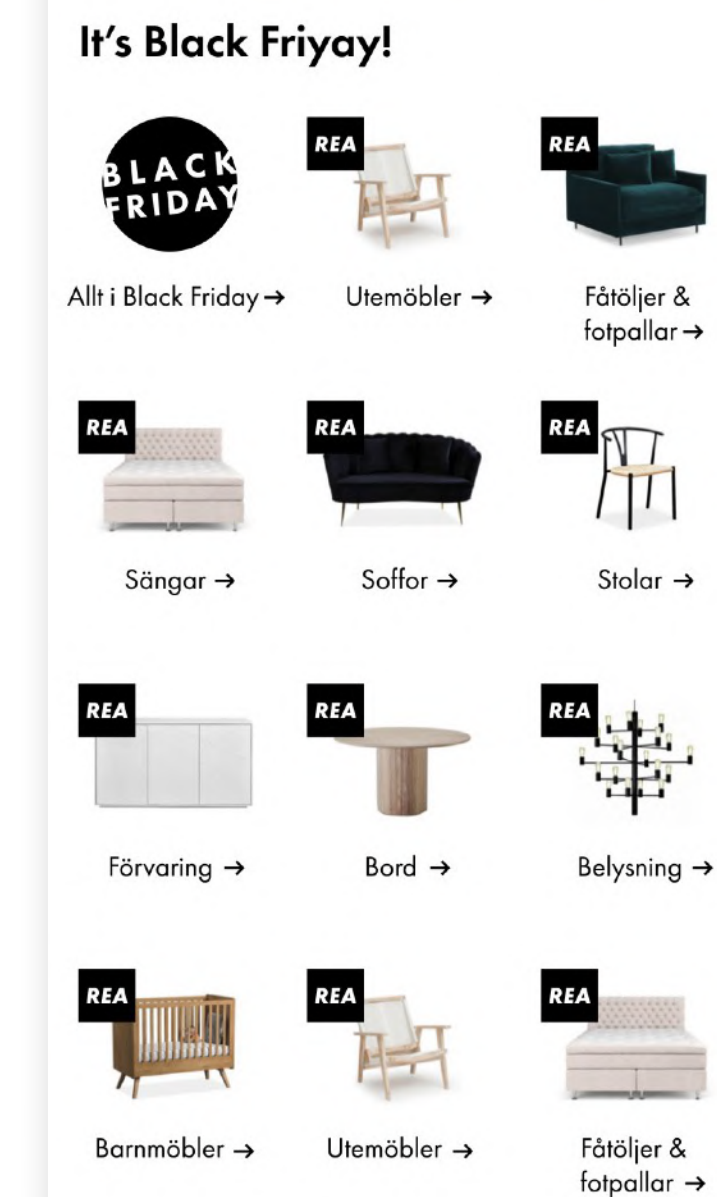 It's Black Friyay!
BLACK
FRIDAY
REA
REA
Allt i Black Friday →
Utemöbler →
Fåtöljer &
fotpallar →
REA
REA
REA
Sängar →
Soffor →
Stolar →
REA
REA
REA
Förvaring →
Bord →
Belysning →
REA
REA
REA
Barnmöbler →
Utemöbler →
Fåtöljer &
fotpallar →